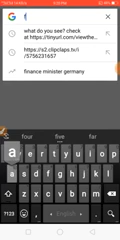 f
what do you see? check
at https://tinyurl.com/viewthe...
https://s2.clipclaps.tv/i
/5756231657
finance minister germany
four five far
a e r t y u i o p
a s d f g h j k l
z x c v b n m
?123 , English .